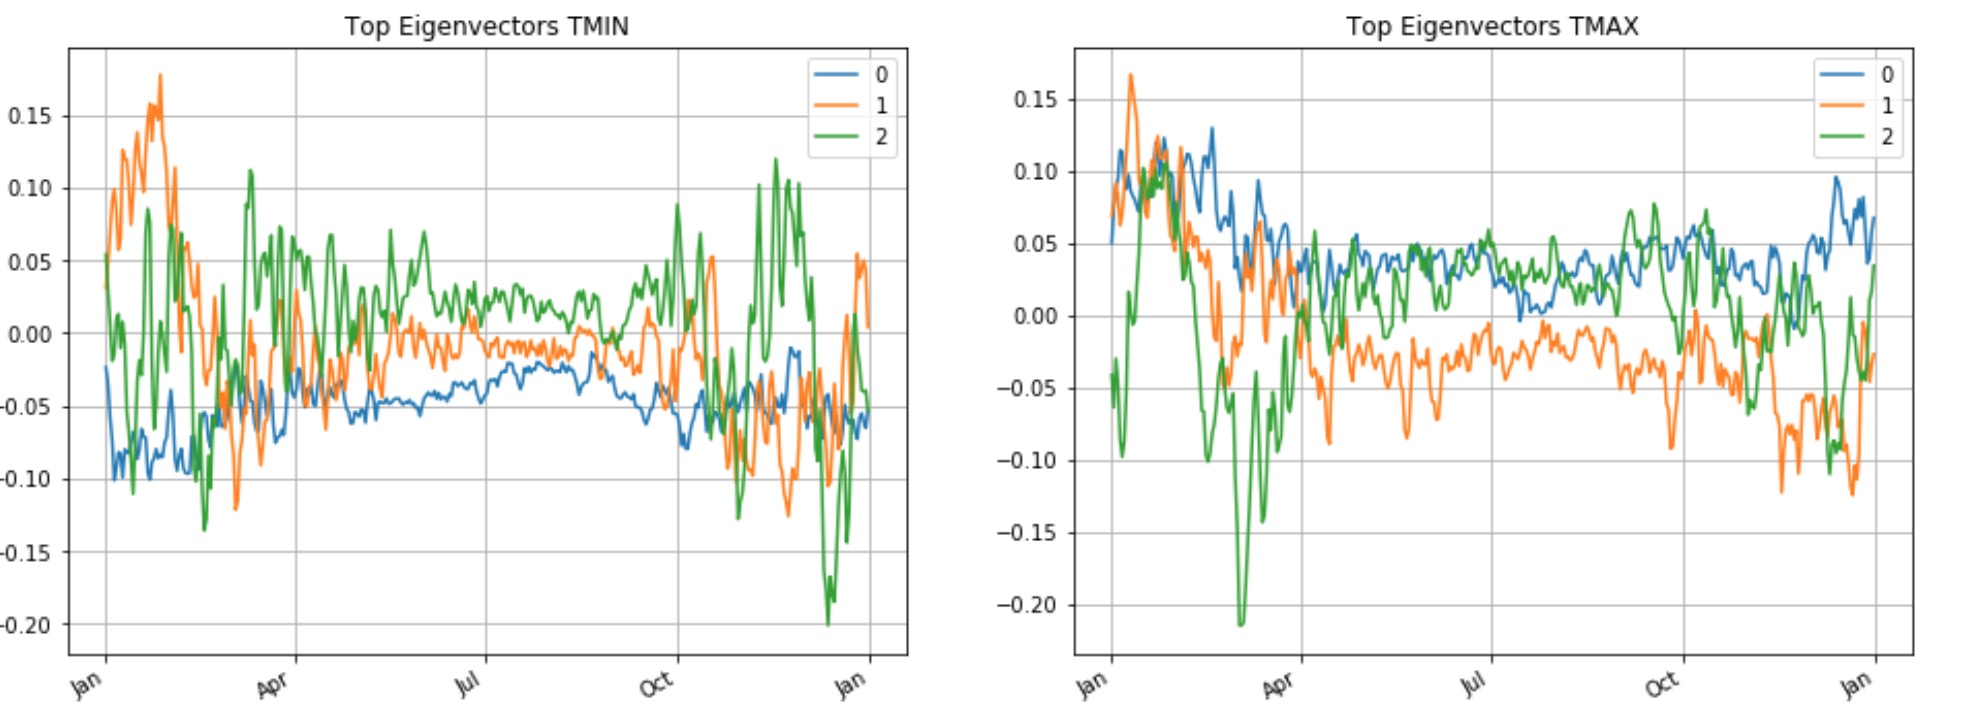 Top Eigenvectors TMIN
0
1
2
0.15
0.10
0.05
0.00
-0.05
-0.10
-0.15
-0.20
Jan
Apr
Jul
Oct
Jan
Top Eigenvectors TMAX
0
1
2
0.15
0.10
0.05
0.00
−0.05
−0.10
−0.15
−0.20
Jan
Apr
Jul
Oct
Jan